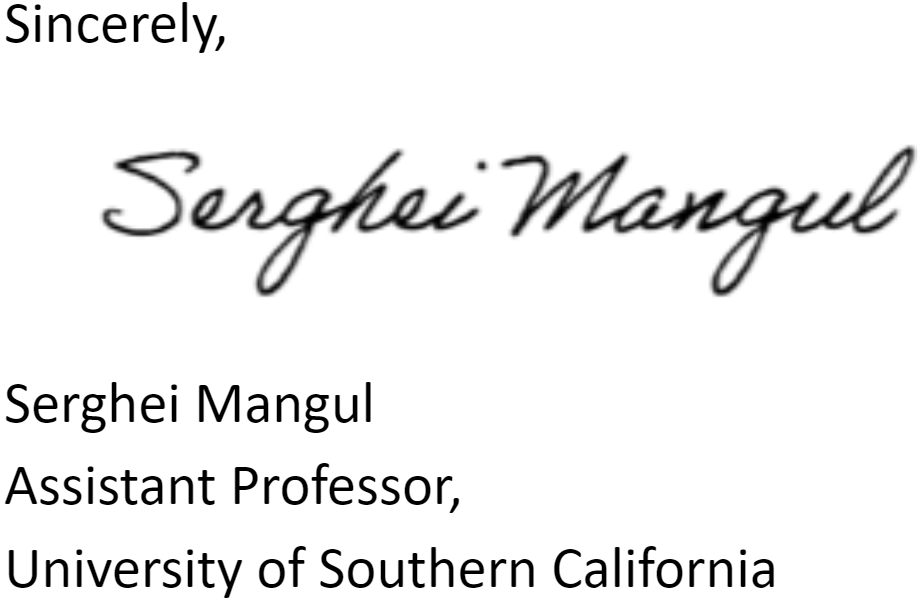 Sincerely,
Serghei Mangul
Serghei Mangul
Assistant Professor,
University of Southern California